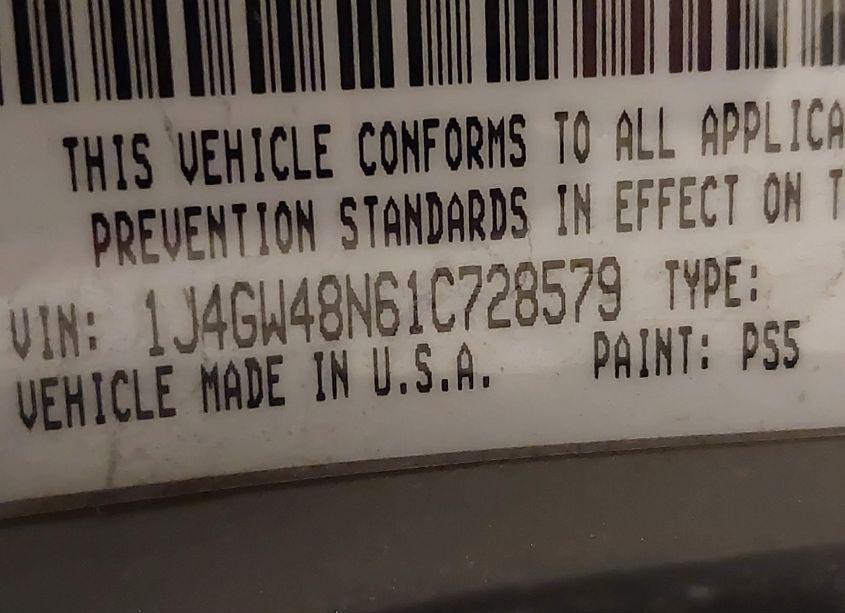 THIS VEHICLE CONFORMS TO ALL APPLICA
PREVENTION STANDARDS IN EFFECT ON T
VIN: 1J4GW48N61C728579 TYPE:
VEHICLE MADE IN U.S.A. PAINT: PS5